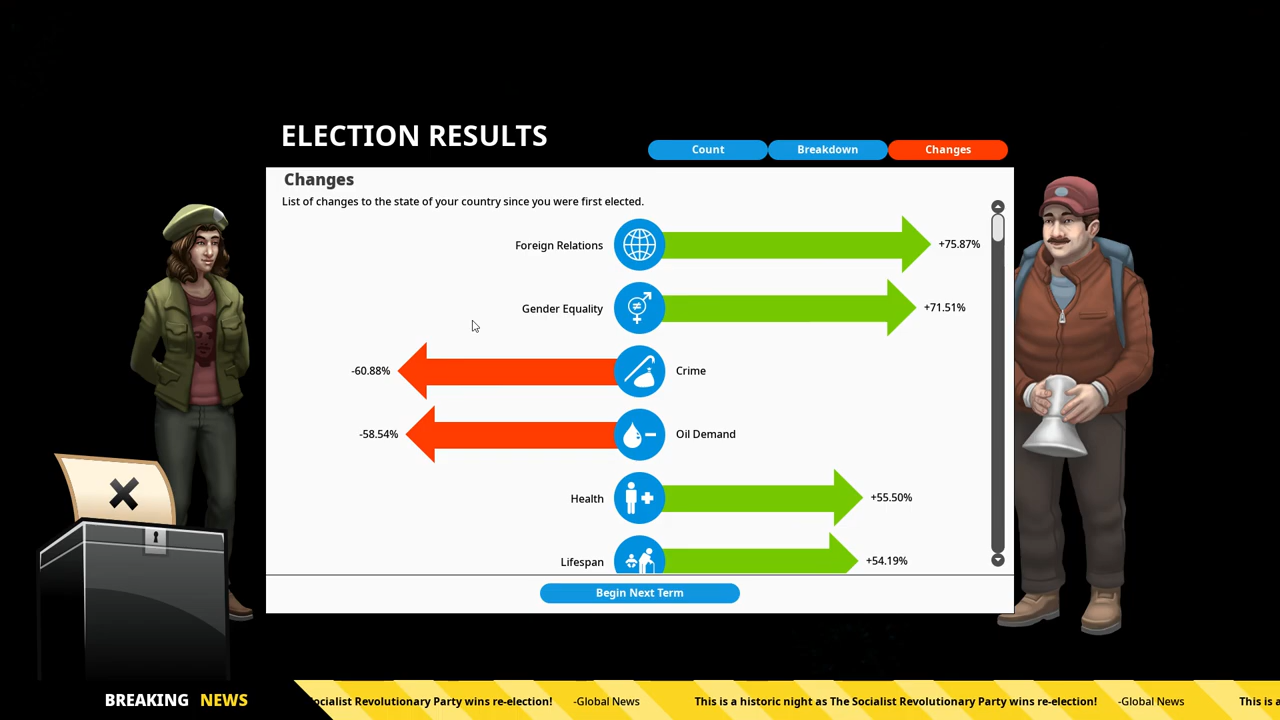 ELECTION RESULTS
Count
Breakdown
Changes
Changes
List of changes to the state of your country since you were first elected.
Foreign Relations
+75.87%
Gender Equality
+71.51%
-60.88%
Crime
-58.54%
Oil Demand
Health
+55.50%
Lifespan
+54.19%
Begin Next Term
BREAKING NEWS
ocialist Revolutionary Party wins re-election! -Global News This is a historic night as The Socialist Revolutionary Party wins re-election! -Global News This is a